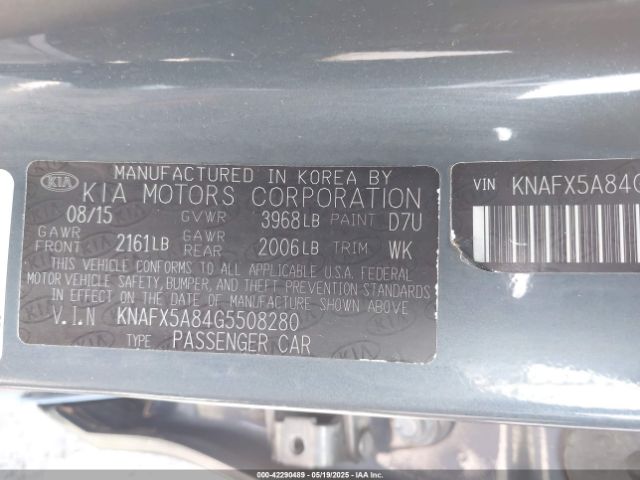 MANUFACTURED IN KOREA BY
KIA KIA MOTORS CORPORATION
08/15 GVWR 3968LB PAINT D7U
GAWR FRONT 2161LB GAWR REAR 2006LB TRIM WK
THIS VEHICLE CONFORMS TO ALL APPLICABLE U.S.A. FEDERAL
MOTOR VEHICLE SAFETY, BUMPER, AND THEFT PREVENTION STANDARDS
IN EFFECT ON THE DATE OF MANUFACTURE SHOWN ABOVE
V.I.N KNAFX5A84G5508280
TYPE PASSENGER CAR
VIN KNAFX5A84G
000-42290489 - 05/19/2025 - IAA